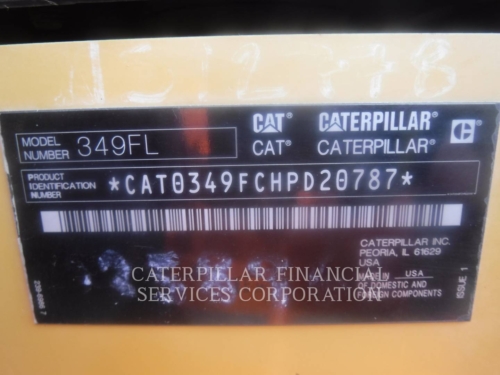 MODEL NUMBER 349FL
CAT® CATERPILLAR® C
CAT® CATERPILLAR®
PRODUCT IDENTIFICATION NUMBER *CAT0349FCHPD20787*
CATERPILLAR INC.
PEORIA, IL 61629
USA
MADE IN USA
OF DOMESTIC AND
FOREIGN COMPONENTS
ISSUE 1
CATERPILLAR FINANCIAL
SERVICES CORPORATION